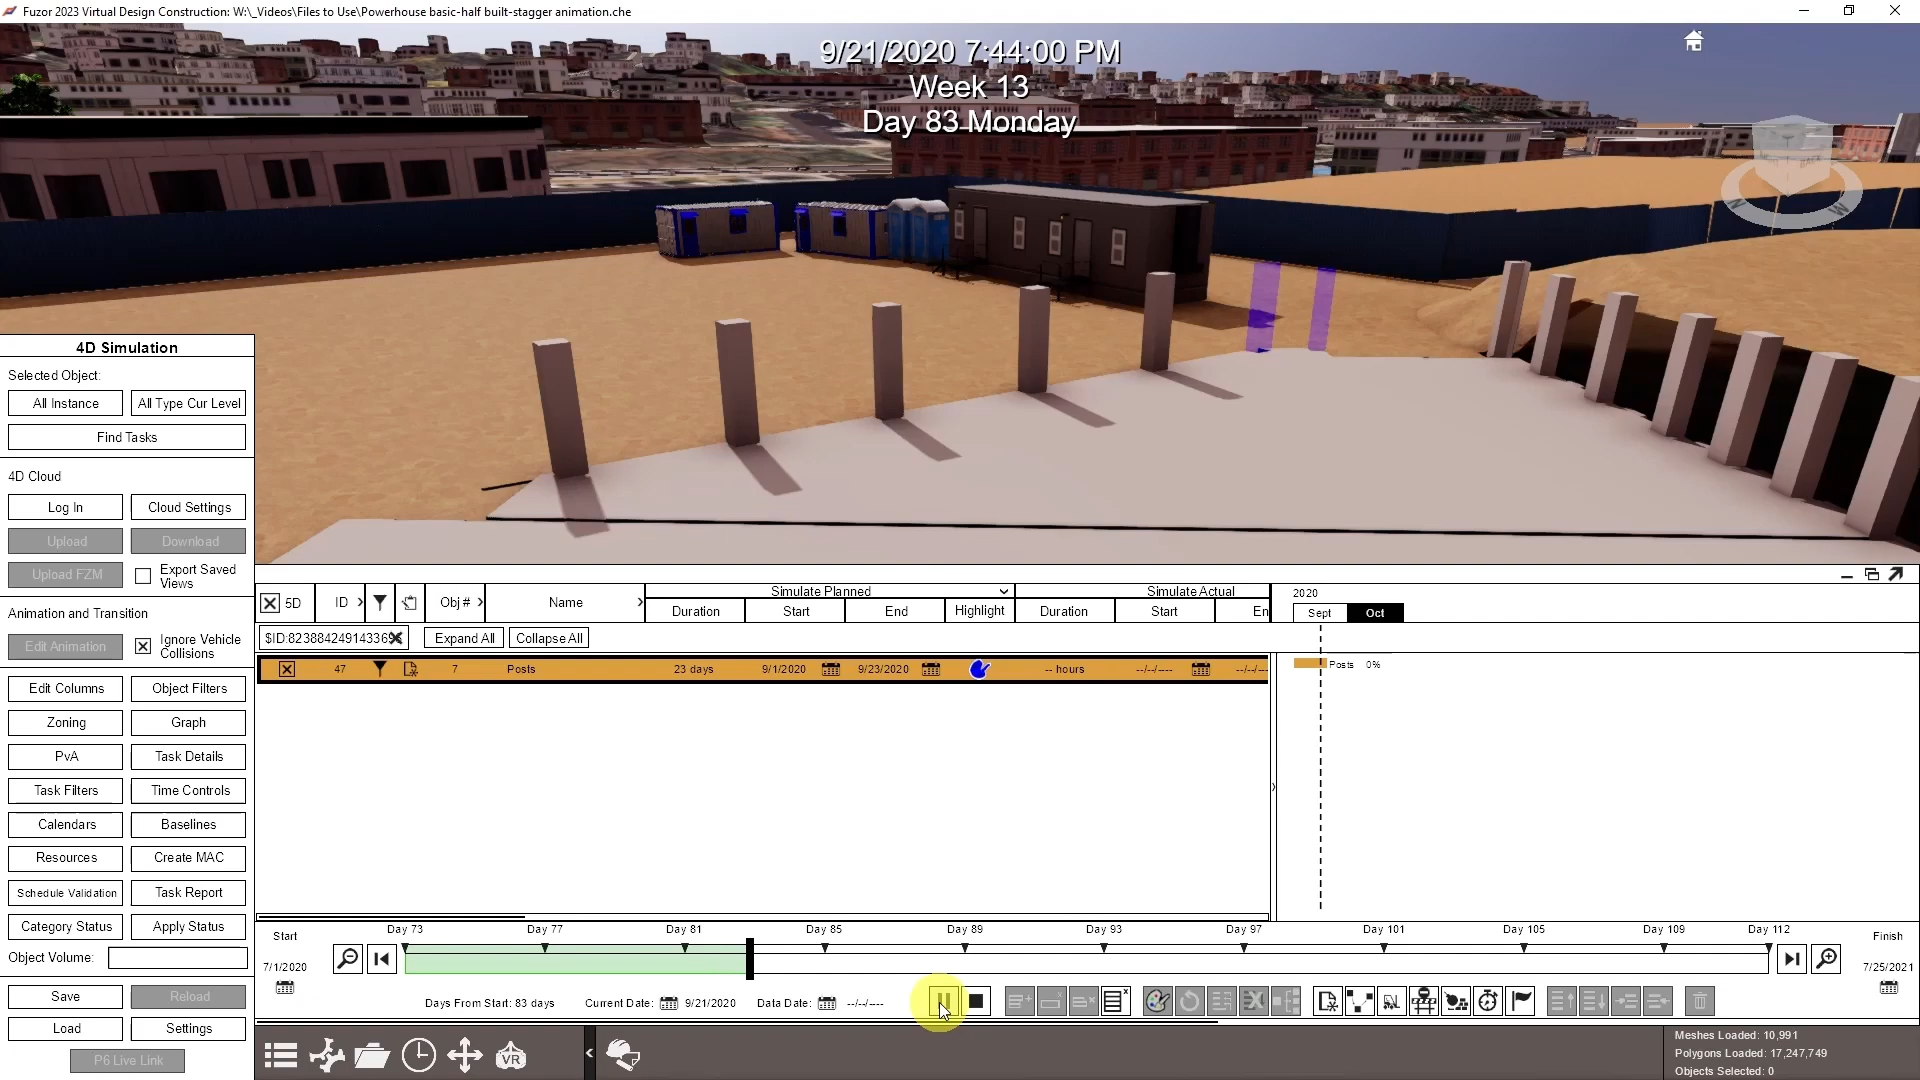 Fuzor 2023 Virtual Design Construction: W:\_Videos\Files to Use\Powerhouse basic-half built-stagger animation.che
9/21/2020 7:44:00 PM
Week 13
Day 83 Monday
4D Simulation
Selected Object:
All Instance
All Type Cur Level
Find Tasks
4D Cloud
Log In
Cloud Settings
Upload
Download
Upload FZM
Export Saved Views
Animation and Transition
Edit Animation
Ignore Vehicle Collisions
Edit Columns
Object Filters
Zoning
Graph
PvA
Task Details
Task Filters
Time Controls
Calendars
Baselines
Resources
Create MAC
Schedule Validation
Task Report
Category Status
Apply Status
Object Volume:
Save
Reload
Load
Settings
P6 Live Link
5D
ID
Obj #
Name
Simulate Planned
Duration
Start
End
Highlight
Simulate Actual
Duration
Start
En
2020
Sept
Oct
Expand All
Collapse All
47
7
Posts
23 days
9/1/2020
9/23/2020
-- hours
--/--/----
Posts 0%
Day 73
Day 77
Day 81
Day 85
Day 89
Day 93
Day 97
Day 101
Day 105
Day 109
Day 112
Start
7/1/2020
Finish
7/25/2021
Days From Start: 83 days
Current Date:
9/21/2020
Data Date:
--/--/----
VR
Meshes Loaded: 10,991
Polygons Loaded: 17,247,749
Objects Selected: 0